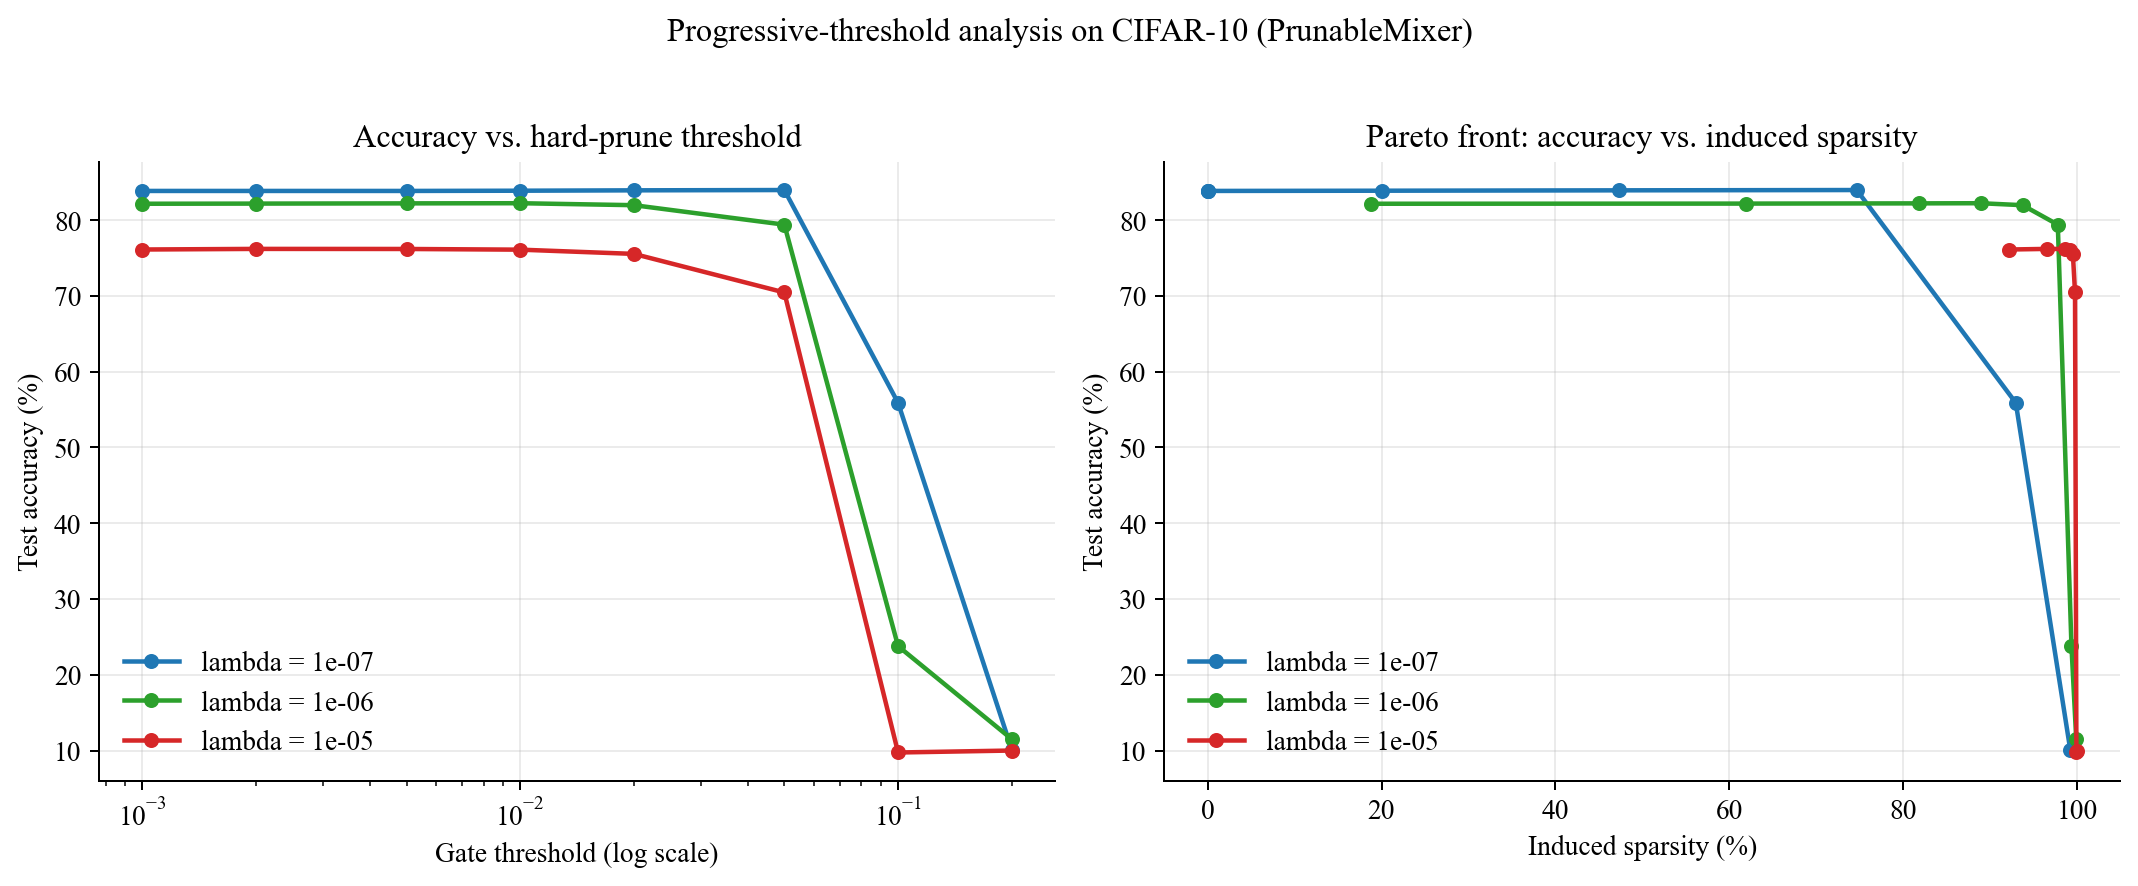 Progressive-threshold analysis on CIFAR-10 (PrunableMixer)
Accuracy vs. hard-prune threshold
Test accuracy (%)
80
70
60
50
40
30
20
10
lambda = 1e-07
lambda = 1e-06
lambda = 1e-05
10⁻³
10⁻²
10⁻¹
Gate threshold (log scale)
Pareto front: accuracy vs. induced sparsity
Test accuracy (%)
80
70
60
50
40
30
20
10
lambda = 1e-07
lambda = 1e-06
lambda = 1e-05
0
20
40
60
80
100
Induced sparsity (%)